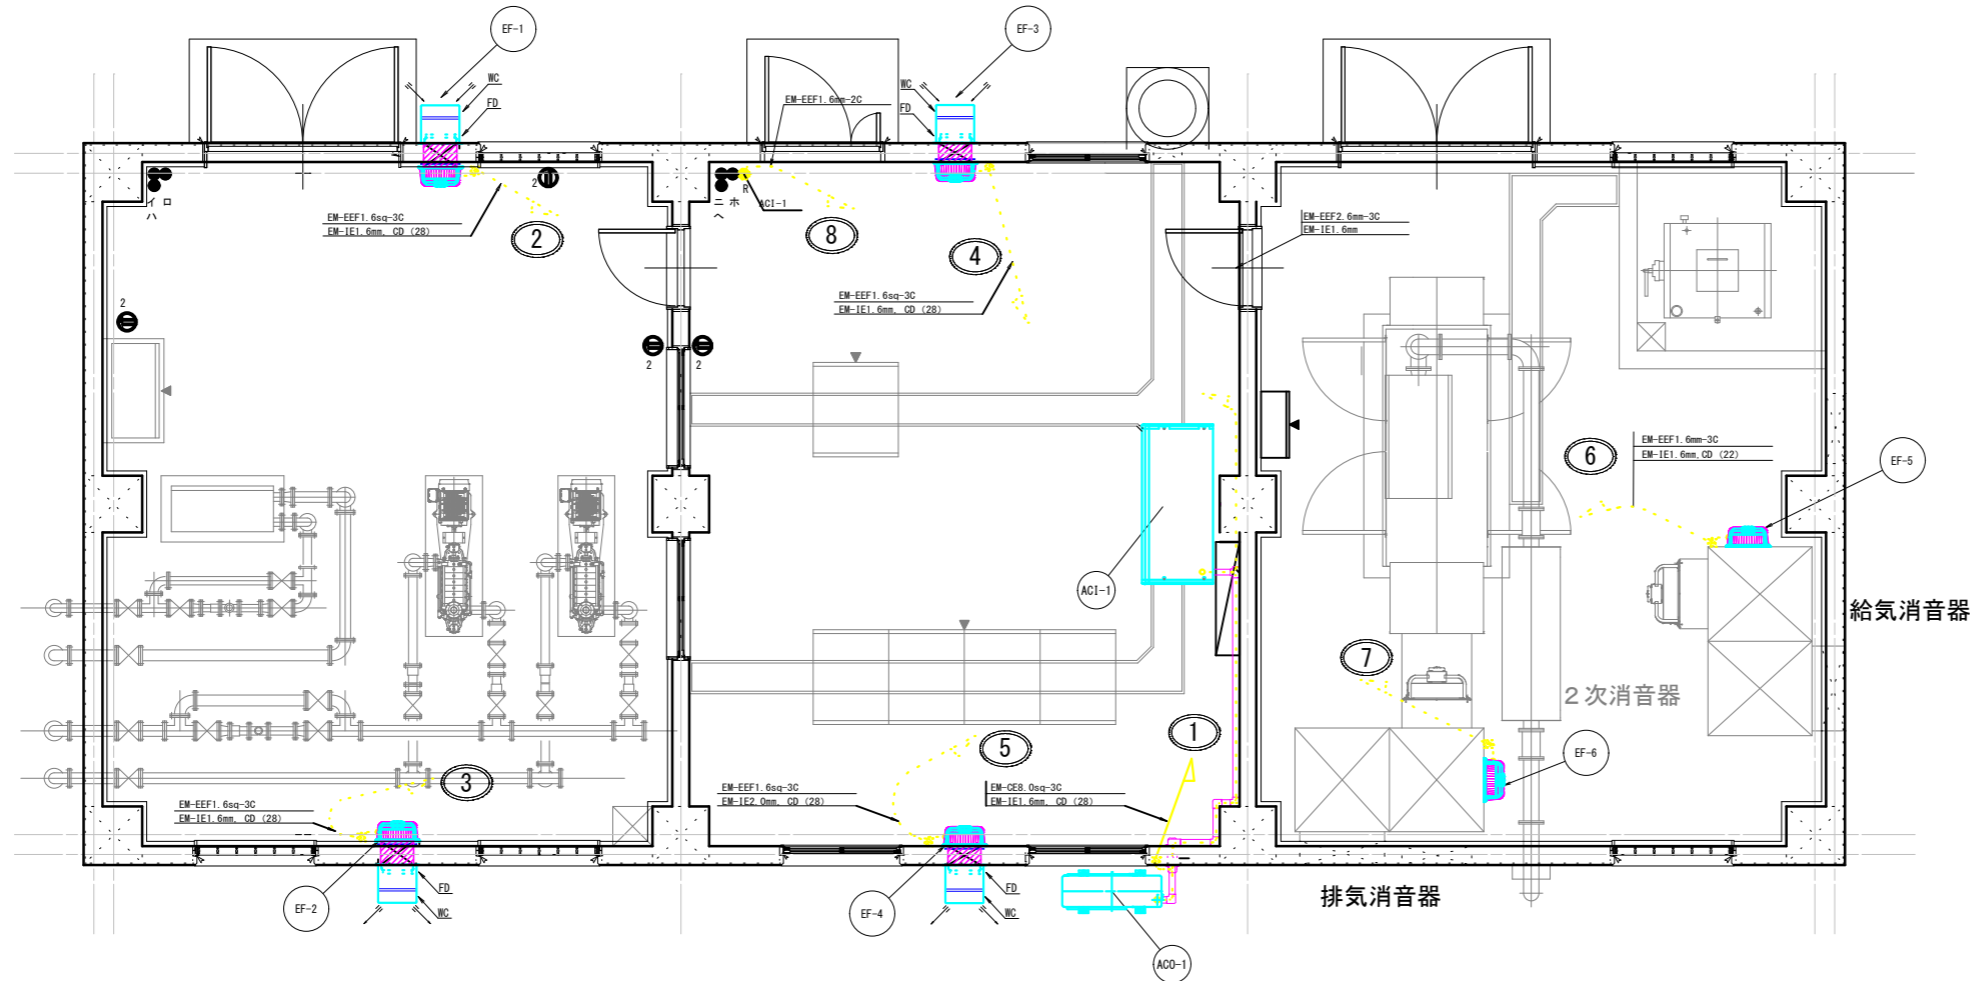 EF-1
EF-3
WC
FD
WC
FD
EM-EEF1.6mm-2C
2
イ ロ
ハ
R
ニ ホ
ヘ
ACI-1
EM-EEF1.6sq-3C
EM-IE1.6mm, CD (28)
2
8
4
EM-EEF2.6mm-3C
EM-IE1.6mm
EM-EEF1.6sq-3C
EM-IE1.6mm, CD (28)
2
2
2
6
EM-EEF1.6mm-3C
EM-IE1.6mm,CD (22)
EF-5
ACI-1
給気消音器
7
2次消音器
1
5
EF-6
3
EM-EEF1.6sq-3C
EM-IE1.6mm, CD (28)
EM-EEF1.6sq-3C
EM-IE2.0mm, CD (28)
EM-CE8.0sq-3C
EM-IE1.6mm, CD (28)
FD
WC
EF-2
FD
WC
EF-4
排気消音器
ACO-1